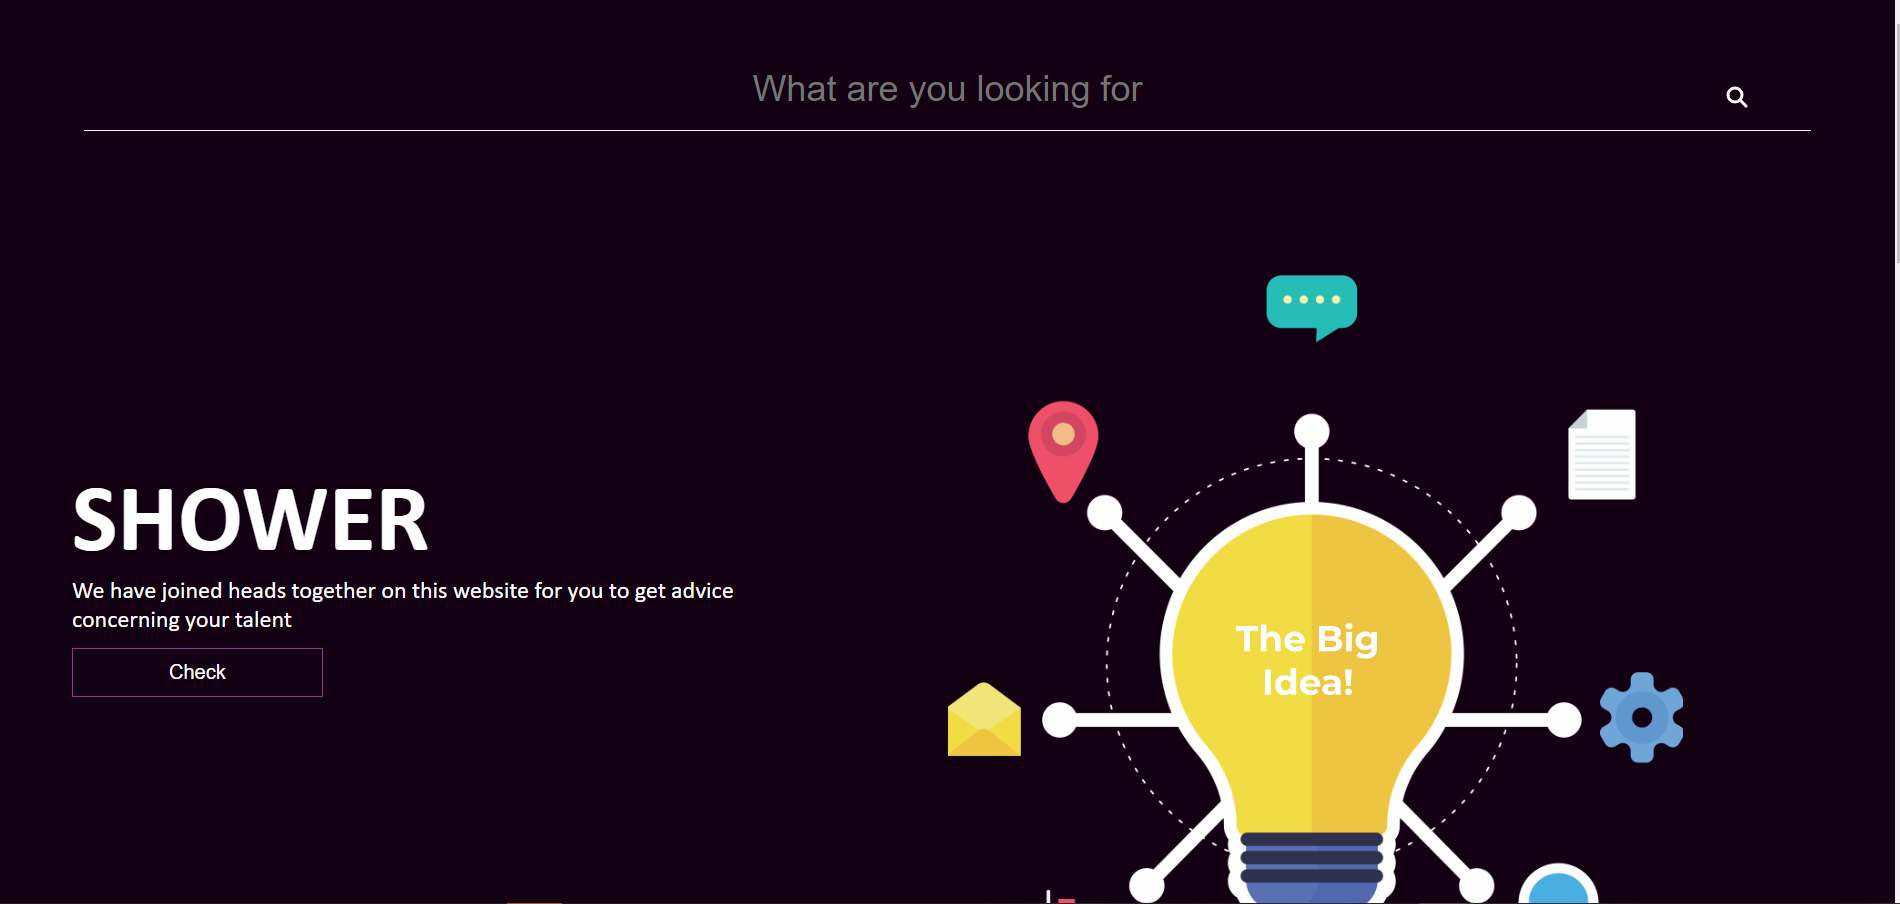 What are you looking for
SHOWER
We have joined heads together on this website for you to get advice
concerning your talent
Check
The Big
Idea!